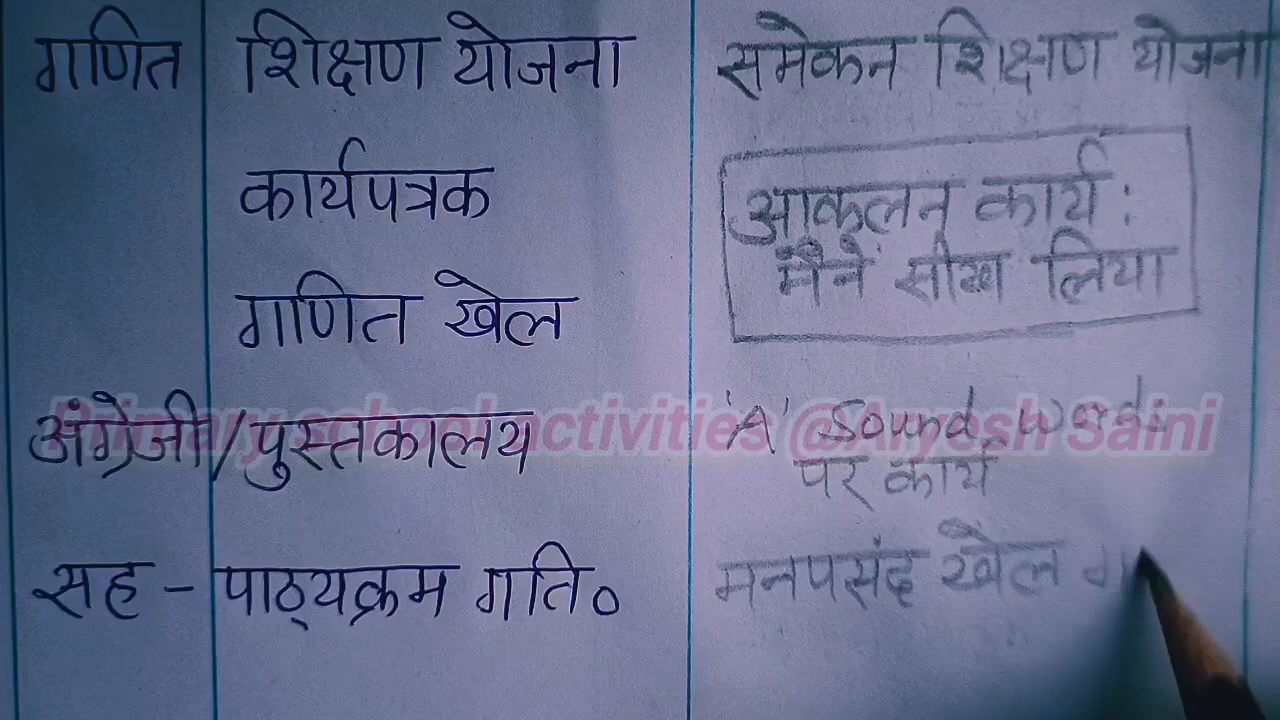 गणित शिक्षण योजना समेकन शिक्षण योजना
कार्यपत्रक
आकलन कार्य :
मैनें सीख लिया
गणित खेल
Primary school activities @Aryash Saini
अंग्रेजी/पुस्तकालय 'A' Sound words
पर कार्य
सह - पाठ्यक्रम गति० मनपसंद खेल